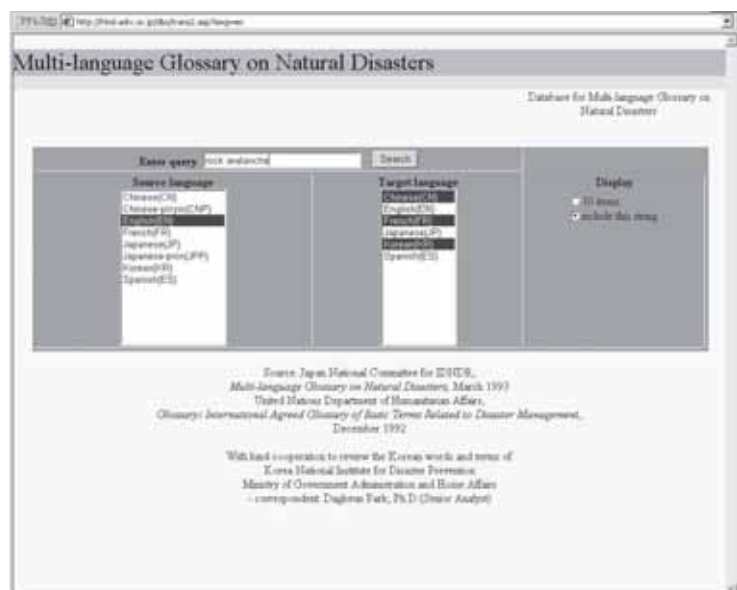 アドレス(D)
Multi-language Glossary on Natural Disasters
Database for Multi-language Glossary on
Natural Disasters
Enter query rock avalanche Search
Source language Target language Display
Chinese(CN) Chinese(CN) 10 items
Chinese-pinyin(CNP) English(EN) include this string
English(EN) French(FR)
French(FR) Japanese(JP)
Japanese(JP) Korean(KR)
Japanese-pron(JPP) Spanish(ES)
Korean(KR)
Spanish(ES)
Source: Japan National Committee for IDNDR,
Multi-language Glossary on Natural Disasters, March 1993
United Nations Department of Humanitarian Affairs,
Glossary: International Agreed Glossary of Basic Terms Related to Disaster Management,
December 1992
With kind cooperation to review the Korean words and terms of
Korea National Institute for Disaster Prevention
Ministry of Government Administration and Home Affairs
- correspondent: Park, Ph.D (Senior Analyst)